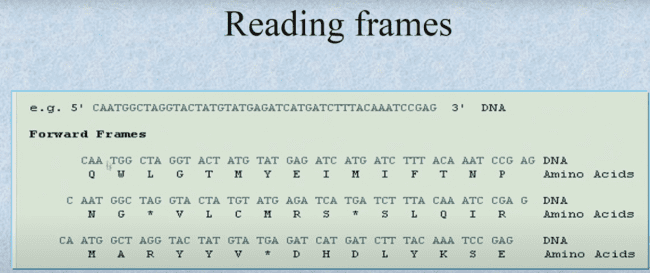 Reading frames
e.g. 5' CAATGGCTAGGTACTATGTATGAGATCATGATCTTTACAAATCCGAG 3' DNA
Forward Frames
CAA TGG CTA GGT ACT ATG TAT GAG ATC ATG ATC TTT ACA AAT CCG AG DNA
Q W L G T M Y E I M I F T N P Amino Acids
C AAT GGC TAG GTA CTA TGT ATG AGA TCA TGA TCT TTA CAA ATC CGA G DNA
N G * V L C M R S * S L Q I R Amino Acids
CA ATG GCT AGG TAC TAT GTA TGA GAT CAT GAT CTT TAC AAA TCC GAG DNA
M A R Y Y V * D H D L Y K S E Amino Acids